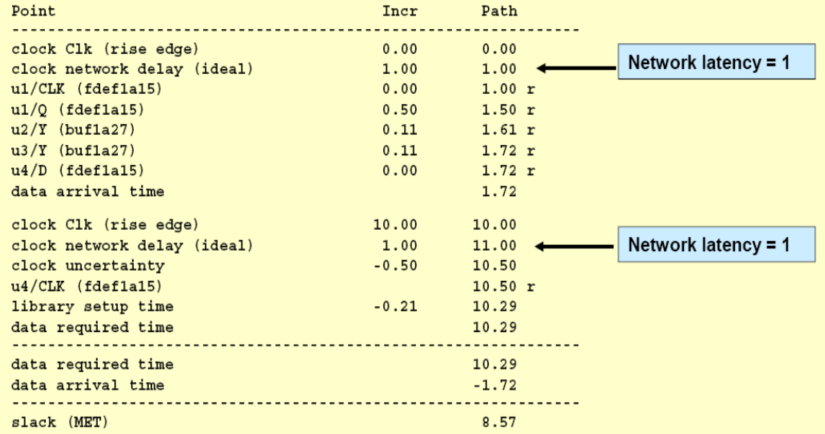 Point Incr Path
------------------------------------------------------------
clock Clk (rise edge) 0.00 0.00
clock network delay (ideal) 1.00 1.00 Network latency = 1
u1/CLK (fdef1a15) 0.00 1.00 r
u1/Q (fdef1a15) 0.50 1.50 r
u2/Y (buf1a27) 0.11 1.61 r
u3/Y (buf1a27) 0.11 1.72 r
u4/D (fdef1a15) 0.00 1.72 r
data arrival time 1.72
clock Clk (rise edge) 10.00 10.00
clock network delay (ideal) 1.00 11.00 Network latency = 1
clock uncertainty -0.50 10.50
u4/CLK (fdef1a15) 10.50 r
library setup time -0.21 10.29
data required time 10.29
------------------------------------------------------------
data required time 10.29
data arrival time -1.72
------------------------------------------------------------
slack (MET) 8.57